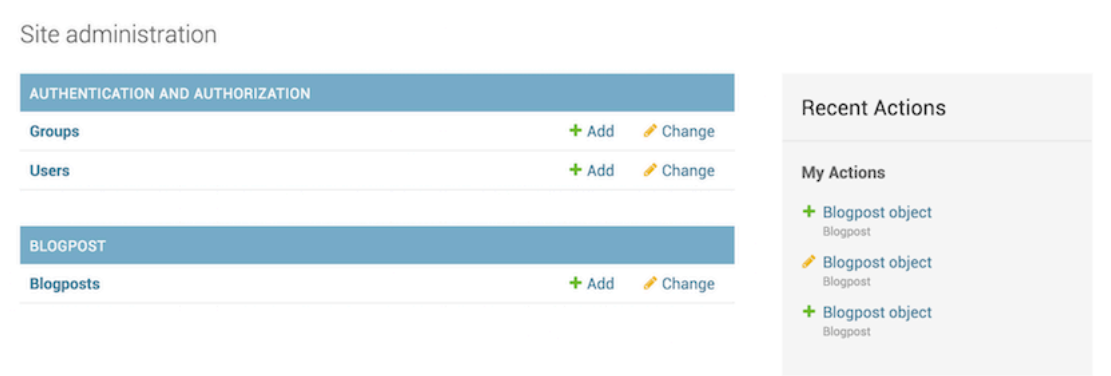 Site administration
AUTHENTICATION AND AUTHORIZATION
Groups Add Change
Users Add Change
BLOGPOST
Blogposts Add Change
Recent Actions
My Actions
Blogpost object
Blogpost
Blogpost object
Blogpost
Blogpost object
Blogpost